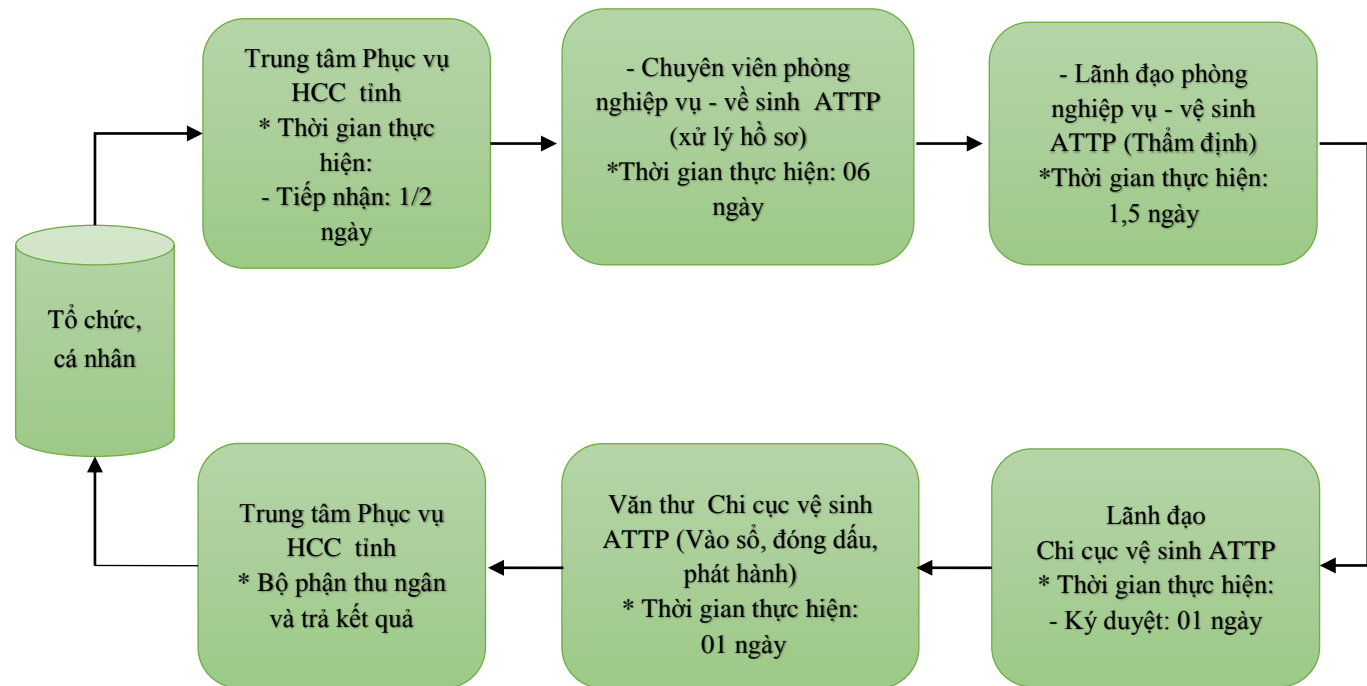 Trung tâm Phục vụ
HCC tỉnh
* Thời gian thực
hiện:
- Tiếp nhận: 1/2
ngày
- Chuyên viên phòng
nghiệp vụ - về sinh ATTP
(xử lý hồ sơ)
*Thời gian thực hiện: 06
ngày
- Lãnh đạo phòng
nghiệp vụ - vệ sinh
ATTP (Thẩm định)
*Thời gian thực hiện:
1,5 ngày
Tổ chức,
cá nhân
Lãnh đạo
Chi cục vệ sinh ATTP
* Thời gian thực hiện:
- Ký duyệt: 01 ngày
Văn thư Chi cục vệ sinh
ATTP (Vào sổ, đóng dấu,
phát hành)
* Thời gian thực hiện:
01 ngày
Trung tâm Phục vụ
HCC tỉnh
* Bộ phận thu ngân
và trả kết quả